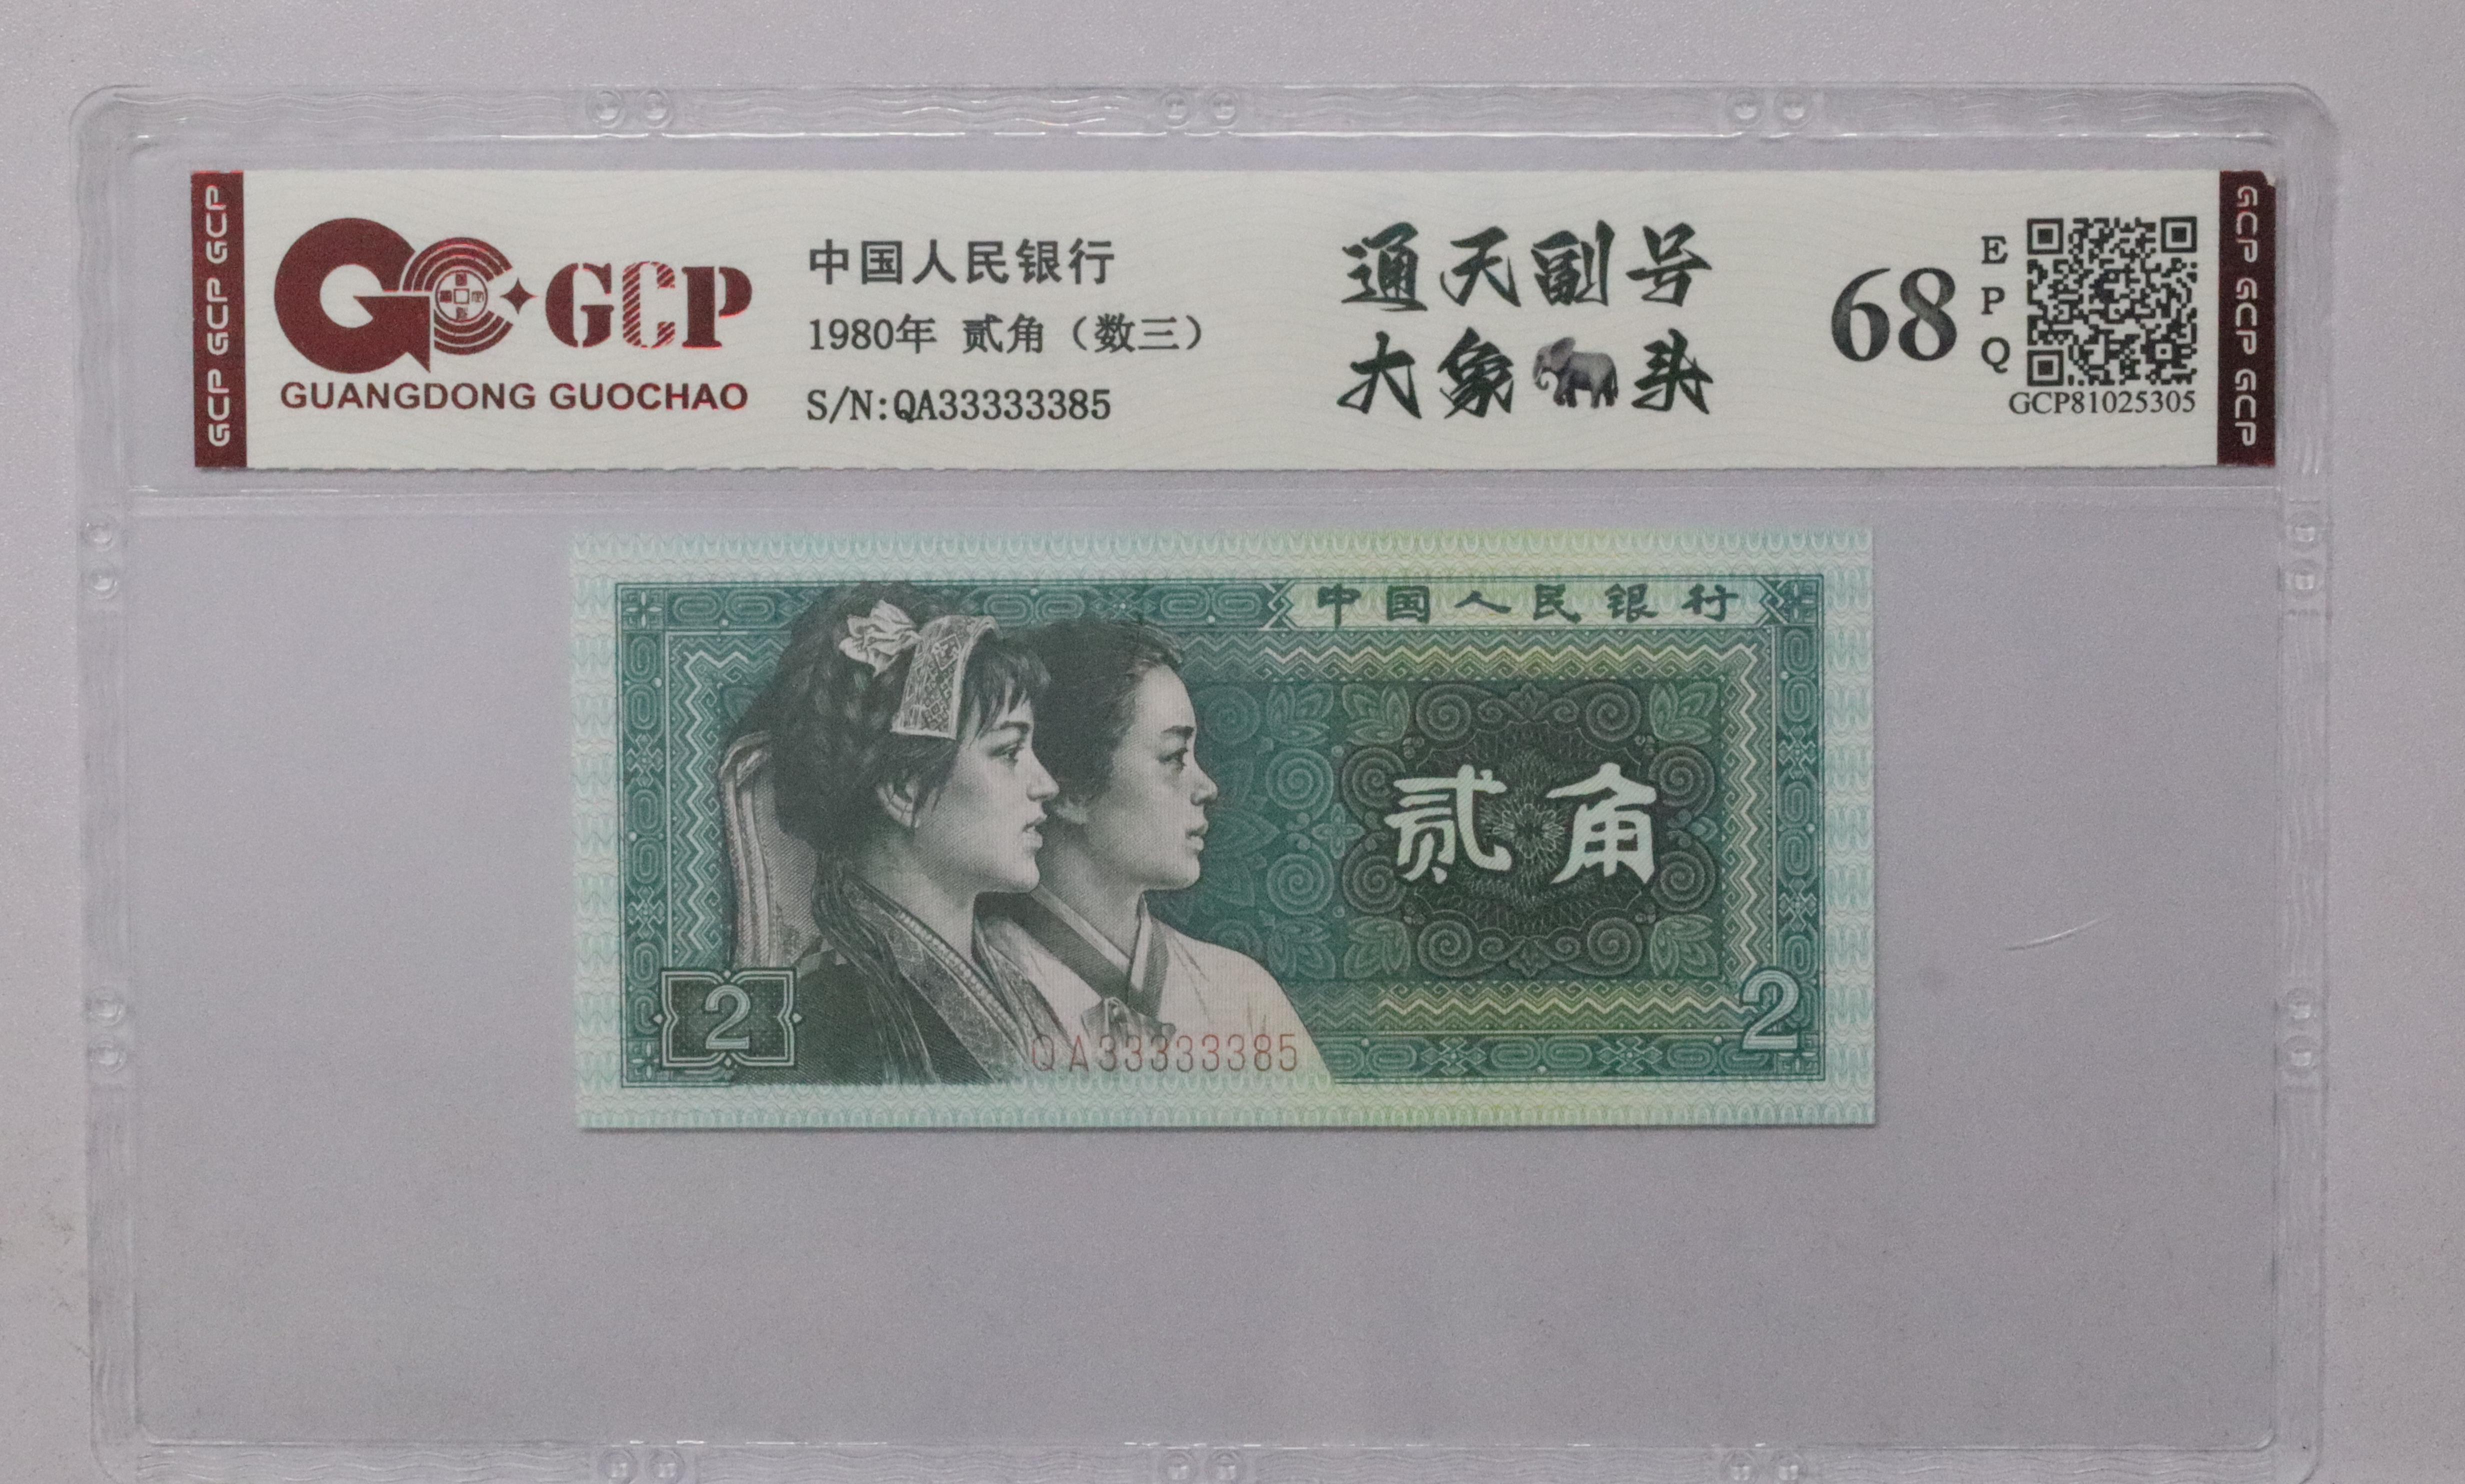 GCP GCP GCP
GCP
GUANGDONG GUOCHAO
中国人民银行
1980年 贰角（数三）
S/N:QA33333385
通天副号
大象头
68
EPQ
GCP81025305
GCP GCP GCP
中国人民银行
贰角
2
2
QA33333385